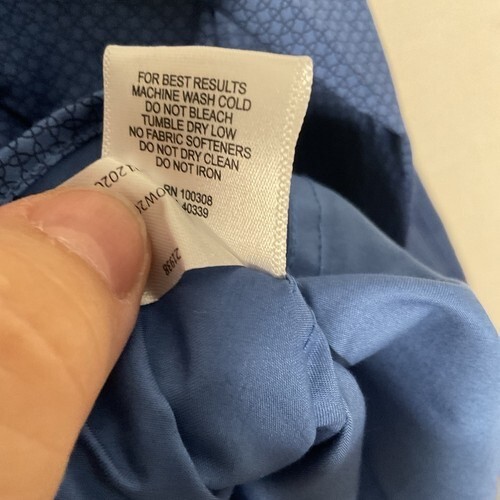 FOR BEST RESULTS
MACHINE WASH COLD
DO NOT BLEACH
TUMBLE DRY LOW
NO FABRIC SOFTENERS
DO NOT DRY CLEAN
DO NOT IRON
RN 100308
40339
21938